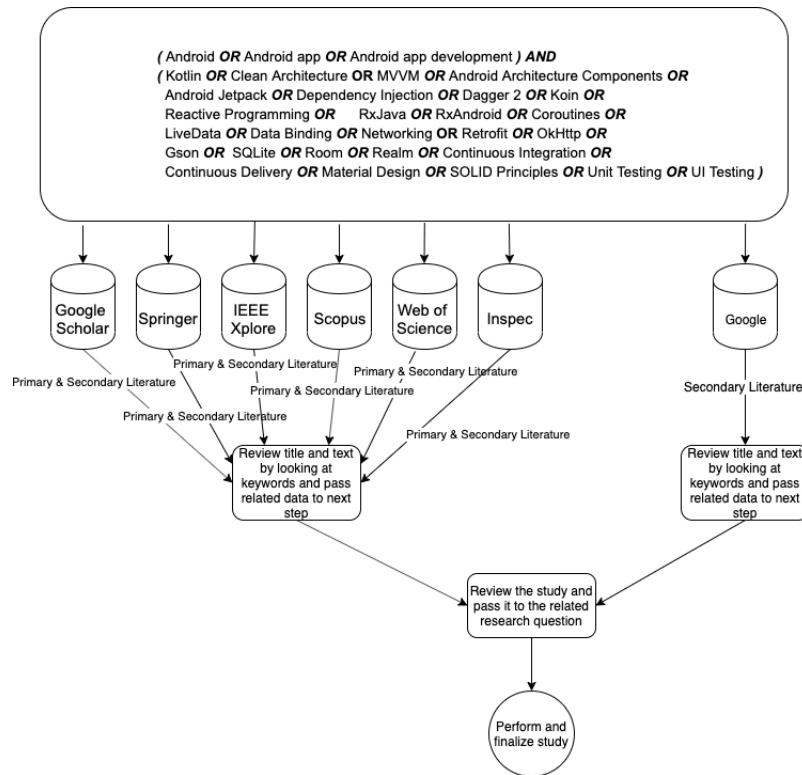 ( Android OR Android app OR Android app development ) AND
( Kotlin OR Clean Architecture OR MVVM OR Android Architecture Components OR
Android Jetpack OR Dependency Injection OR Dagger 2 OR Koin OR
Reactive Programming OR RxJava OR RxAndroid OR Coroutines OR
LiveData OR Data Binding OR Networking OR Retrofit OR OkHttp OR
Gson OR SQLite OR Room OR Realm OR Continuous Integration OR
Continuous Delivery OR Material Design OR SOLID Principles OR Unit Testing OR UI Testing )
Google
Scholar
Springer
IEEE
Xplore
Scopus
Web of
Science
Inspec
Google
Primary & Secondary Literature
Primary & Secondary Literature
Primary & Secondary Literature
Primary & Secondary Literature
Primary & Secondary Literature
Primary & Secondary Literature
Secondary Literature
Review title and text
by looking at
keywords and pass
related data to next
step
Review title and text
by looking at
keywords and pass
related data to next
step
Review the study and
pass it to the related
research question
Perform and
finalize study